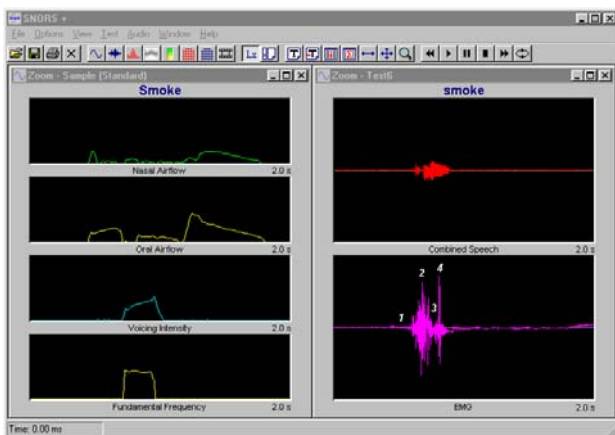 SNORS +
File Options View Test Audio Window Help
Zoom - Sample (Standard)
Smoke
Nasal Airflow 2.0 s
Oral Airflow 2.0 s
Voicing Intensity 2.0 s
Fundamental Frequency 2.0 s
Zoom - Test6
smoke
Combined Speech 2.0 s
1 2 3 4
EMG 2.0 s
Time: 0.00 ms